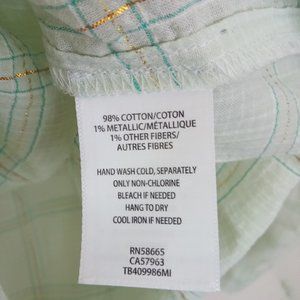 98% COTTON/COTON
1% METALLIC/MÉTALLIQUE
1% OTHER FIBERS/
AUTRES FIBRES
HAND WASH COLD, SEPARATELY
ONLY NON-CHLORINE
BLEACH IF NEEDED
HANG TO DRY
COOL IRON IF NEEDED
RN58665
CA57963
TB409986MI